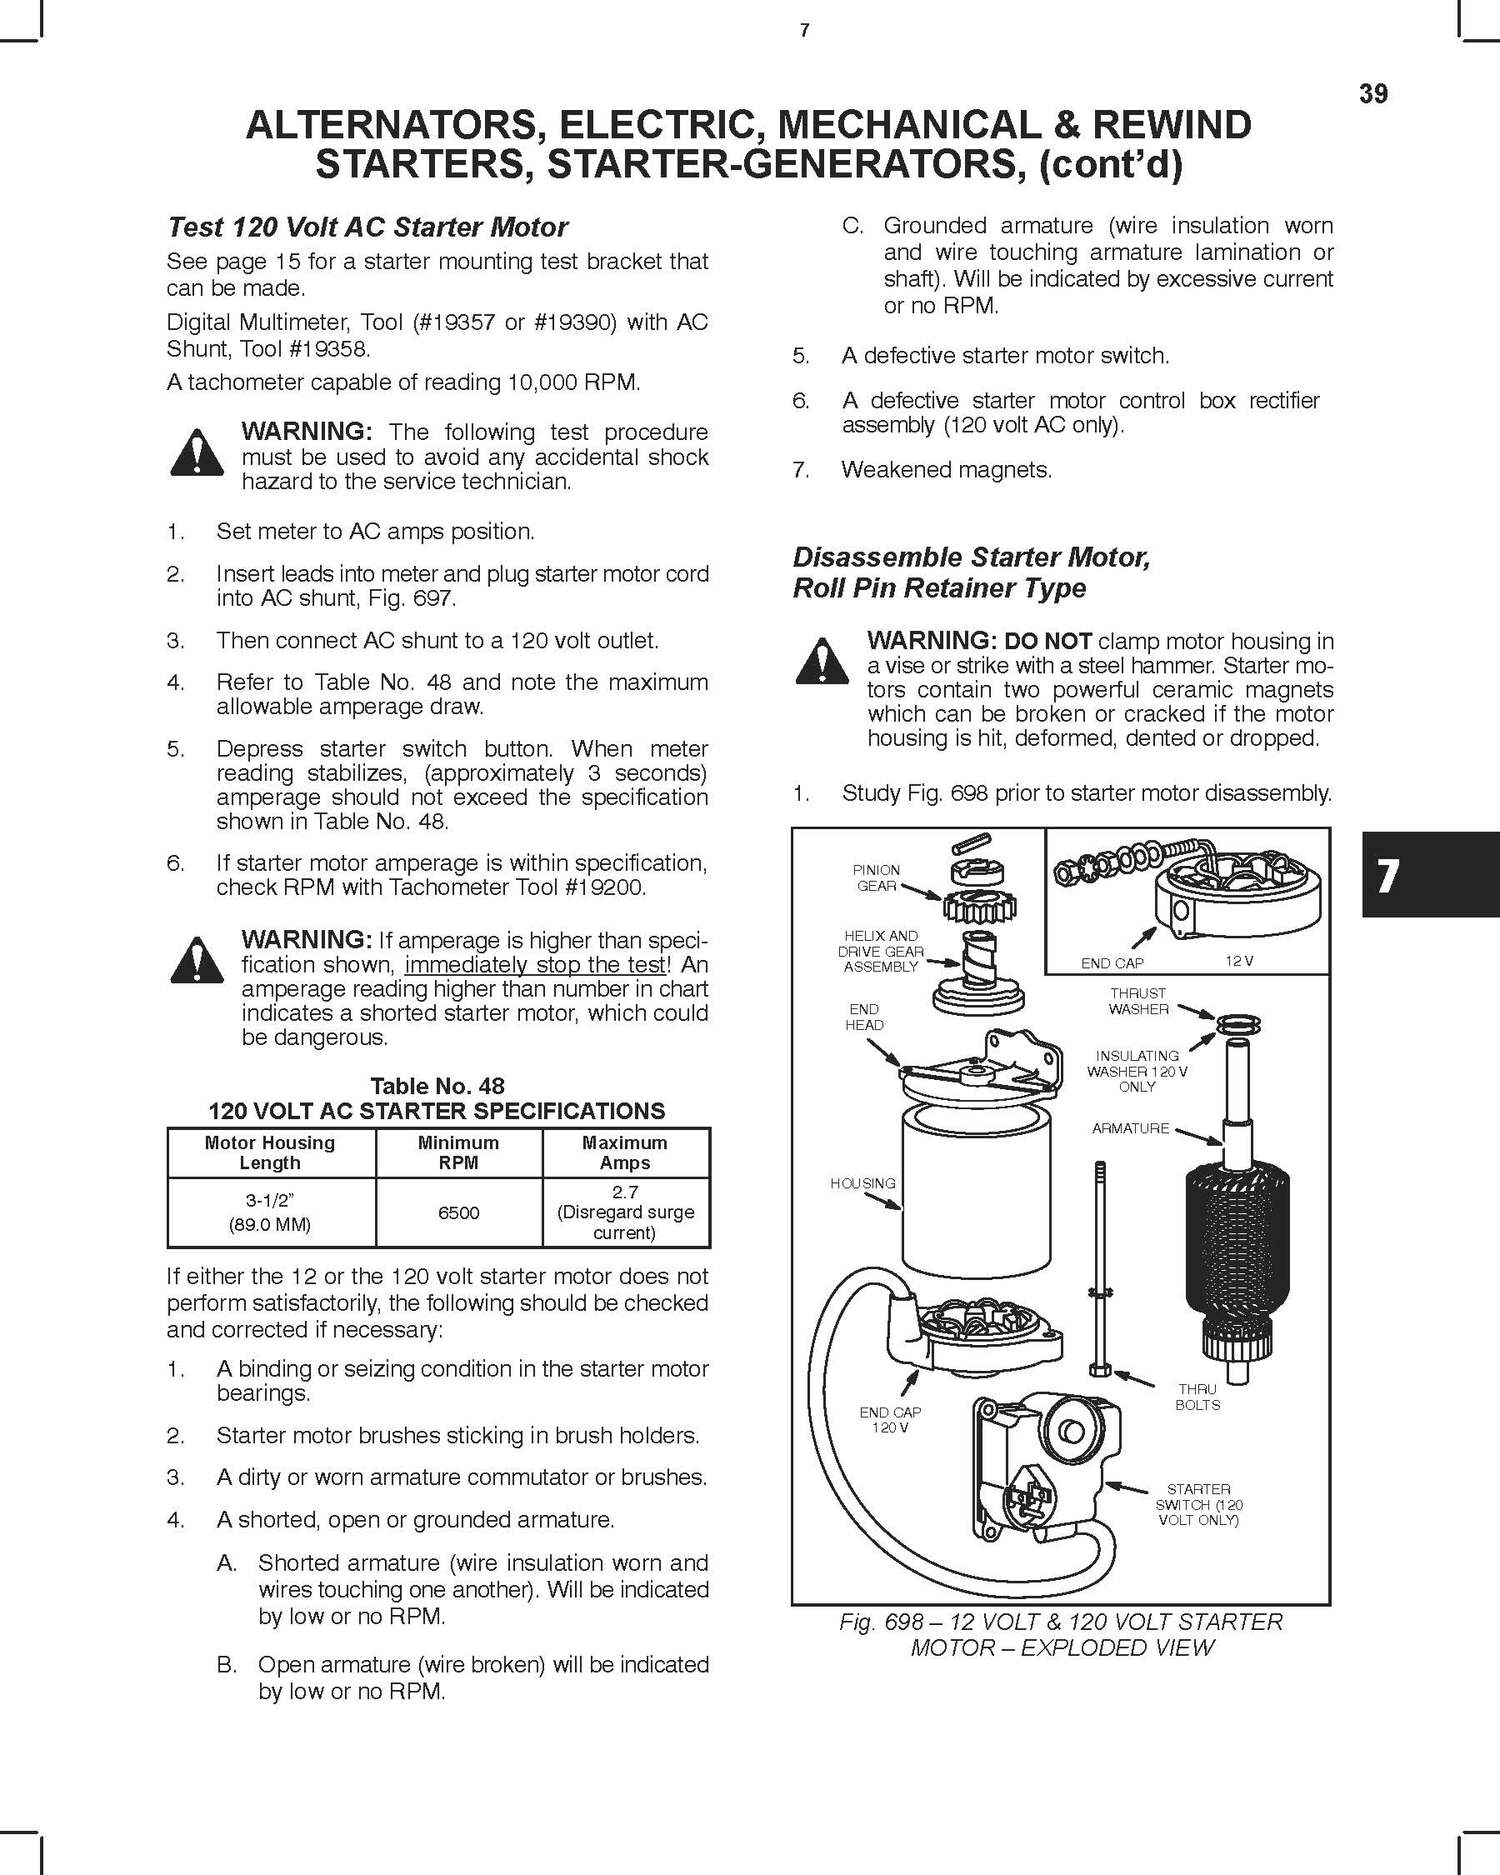 7
39
ALTERNATORS, ELECTRIC, MECHANICAL & REWIND
STARTERS, STARTER-GENERATORS, (cont’d)
Test 120 Volt AC Starter Motor
See page 15 for a starter mounting test bracket that
can be made.
Digital Multimeter, Tool (#19357 or #19390) with AC
Shunt, Tool #19358.
A tachometer capable of reading 10,000 RPM.
WARNING: The following test procedure
must be used to avoid any accidental shock
hazard to the service technician.
1. Set meter to AC amps position.
2. Insert leads into meter and plug starter motor cord
into AC shunt, Fig. 697.
3. Then connect AC shunt to a 120 volt outlet.
4. Refer to Table No. 48 and note the maximum
allowable amperage draw.
5. Depress starter switch button. When meter
reading stabilizes, (approximately 3 seconds)
amperage should not exceed the specification
shown in Table No. 48.
6. If starter motor amperage is within specification,
check RPM with Tachometer Tool #19200.
WARNING: If amperage is higher than speci-
fication shown, immediately stop the test! An
amperage reading higher than number in chart
indicates a shorted starter motor, which could
be dangerous.
Table No. 48
120 VOLT AC STARTER SPECIFICATIONS
Motor Housing
Length
Minimum
RPM
Maximum
Amps
3-1/2”
(89.0 MM)
6500
2.7
(Disregard surge
current)
If either the 12 or the 120 volt starter motor does not
perform satisfactorily, the following should be checked
and corrected if necessary:
1. A binding or seizing condition in the starter motor
bearings.
2. Starter motor brushes sticking in brush holders.
3. A dirty or worn armature commutator or brushes.
4. A shorted, open or grounded armature.
A. Shorted armature (wire insulation worn and
wires touching one another). Will be indicated
by low or no RPM.
B. Open armature (wire broken) will be indicated
by low or no RPM.
C. Grounded armature (wire insulation worn
and wire touching armature lamination or
shaft). Will be indicated by excessive current
or no RPM.
5. A defective starter motor switch.
6. A defective starter motor control box rectifier
assembly (120 volt AC only).
7. Weakened magnets.
Disassemble Starter Motor,
Roll Pin Retainer Type
WARNING: DO NOT clamp motor housing in
a vise or strike with a steel hammer. Starter mo-
tors contain two powerful ceramic magnets
which can be broken or cracked if the motor
housing is hit, deformed, dented or dropped.
1. Study Fig. 698 prior to starter motor disassembly.
7
PINION
GEAR
HELIX AND
DRIVE GEAR
ASSEMBLY
END
HEAD
HOUSING
END CAP
120 V
END CAP
12 V
THRUST
WASHER
INSULATING
WASHER 120 V
ONLY
ARMATURE
THRU
BOLTS
STARTER
SWITCH (120
VOLT ONLY)
Fig. 698 – 12 VOLT & 120 VOLT STARTER
MOTOR – EXPLODED VIEW